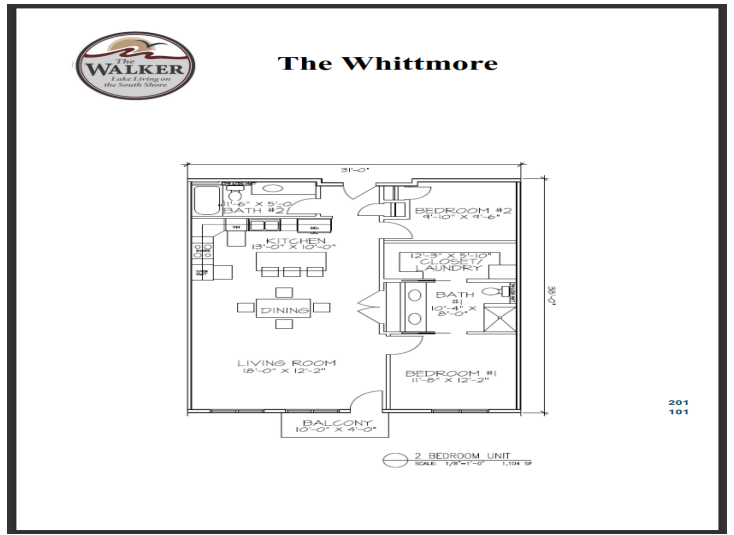 The
WALKER
Lake Living on
the South Shore
The Whittmore
31'-0"
11'-6" X 5'-0
BATH #2
BEDROOM #2
9'-10" X 9'-6"
KITCHEN
13'-0" X 10'-0"
12'-3" X 5'-10"
CLOSET/
LAUNDRY
BATH
#1
10'-4" X
8'-0"
38'-0"
DINING
LIVING ROOM
18'-0" X 12'-2"
BEDROOM #1
11'-8" X 12'-2"
201
101
BALCONY
10'-0" X 4'-0"
2 BEDROOM UNIT
SCALE: 1/8"=1'-0" 1,104 SF